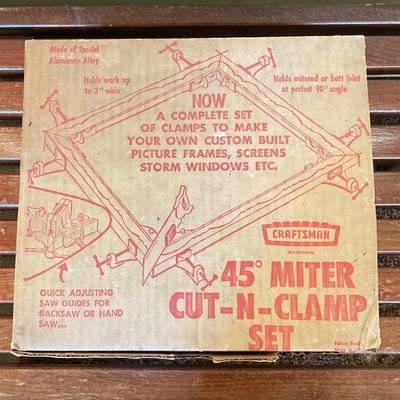 Made of Special
Aluminum Alloy
Holds work up
to 3" wide
Holds mitered or butt joint
at perfect 90° angle
NOW
A COMPLETE SET
OF CLAMPS TO MAKE
YOUR OWN CUSTOM BUILT
PICTURE FRAMES, SCREENS
STORM WINDOWS ETC.
CRAFTSMAN
QUICK ADJUSTING
SAW GUIDES FOR
BACKSAW OR HAND
SAW...
45° MITER
CUT-N-CLAMP
SET